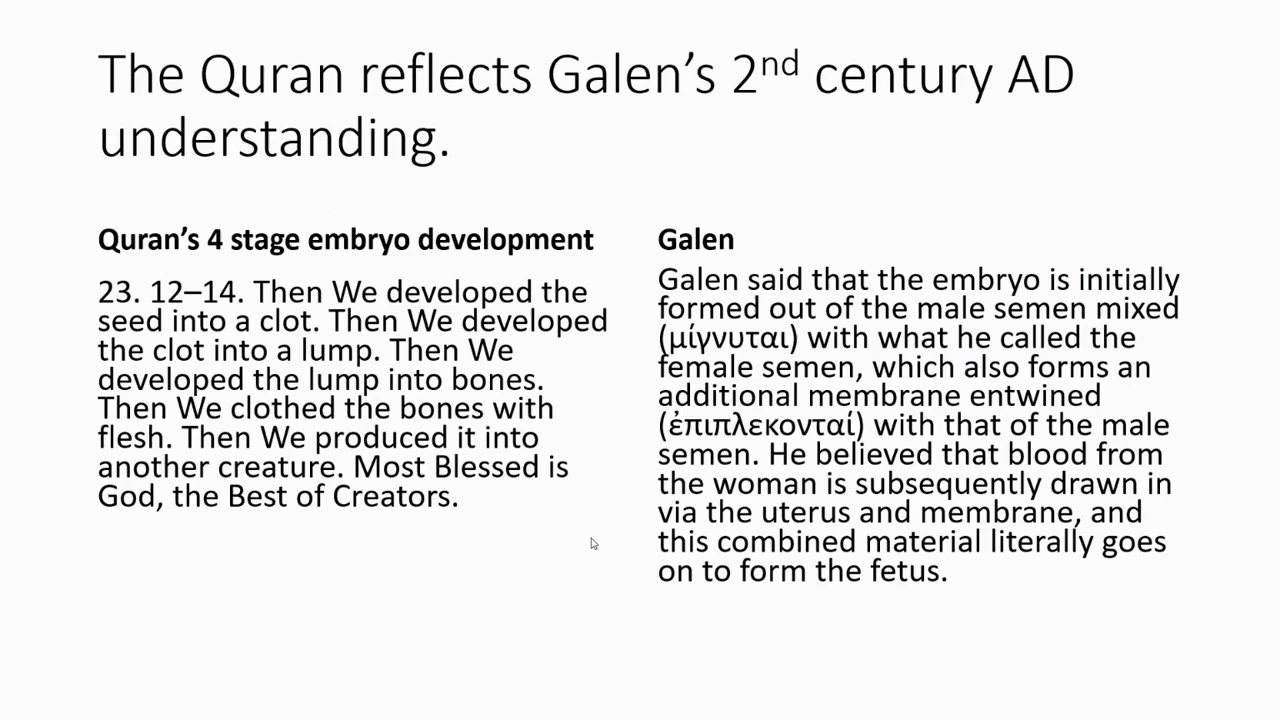 The Quran reflects Galen’s 2nd century AD
understanding.
Quran’s 4 stage embryo development
23. 12–14. Then We developed the
seed into a clot. Then We developed
the clot into a lump. Then We
developed the lump into bones.
Then We clothed the bones with
flesh. Then We produced it into
another creature. Most Blessed is
God, the Best of Creators.
Galen
Galen said that the embryo is initially
formed out of the male semen mixed
(μίγνυται) with what he called the
female semen, which also forms an
additional membrane entwined
(ἐπιπλεκονταί) with that of the male
semen. He believed that blood from
the woman is subsequently drawn in
via the uterus and membrane, and
this combined material literally goes
on to form the fetus.